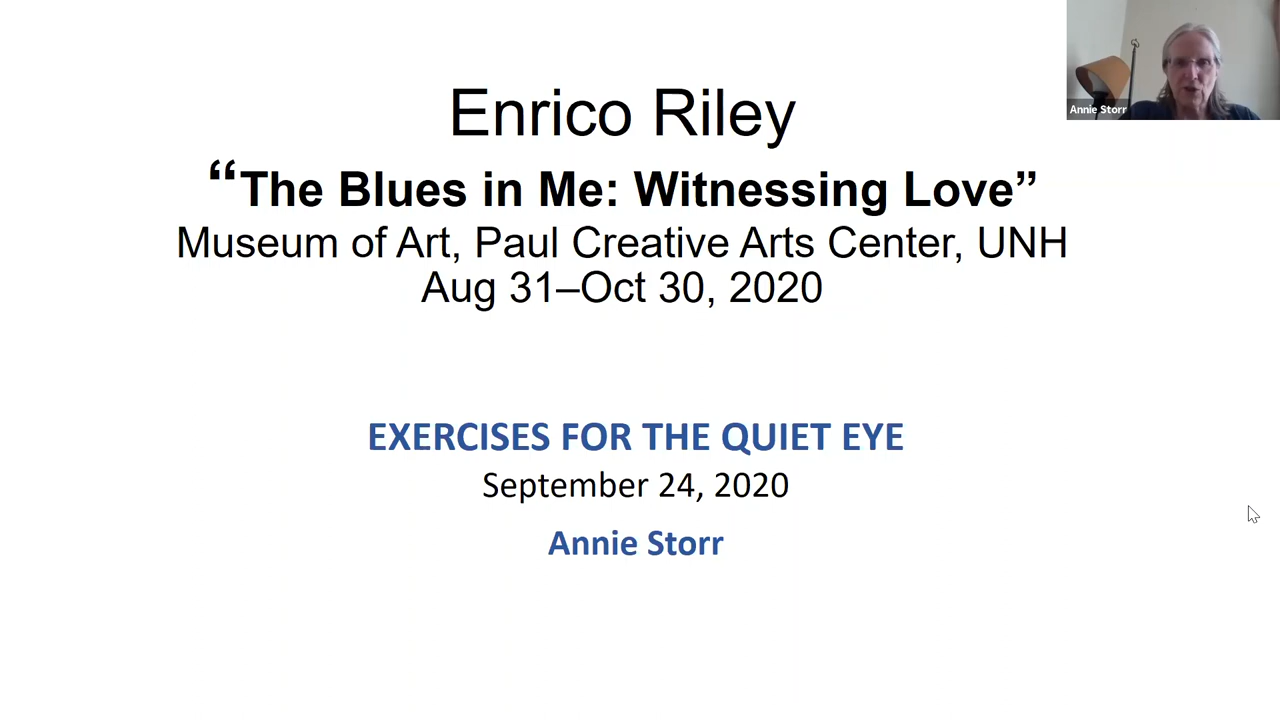 Enrico Riley
“The Blues in Me: Witnessing Love”
Museum of Art, Paul Creative Arts Center, UNH
Aug 31–Oct 30, 2020
EXERCISES FOR THE QUIET EYE
September 24, 2020
Annie Storr
Annie Storr